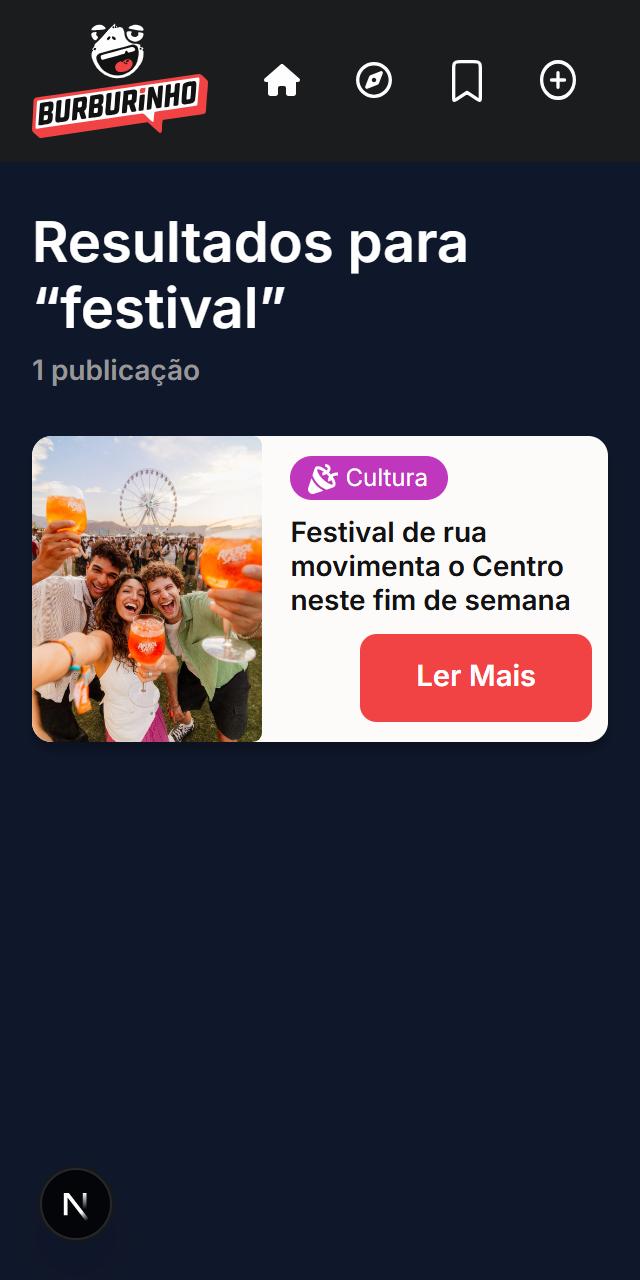 BURBURiNHO
Resultados para
“festival”
1 publicação
Cultura
Festival de rua
movimenta o Centro
neste fim de semana
Ler Mais
N